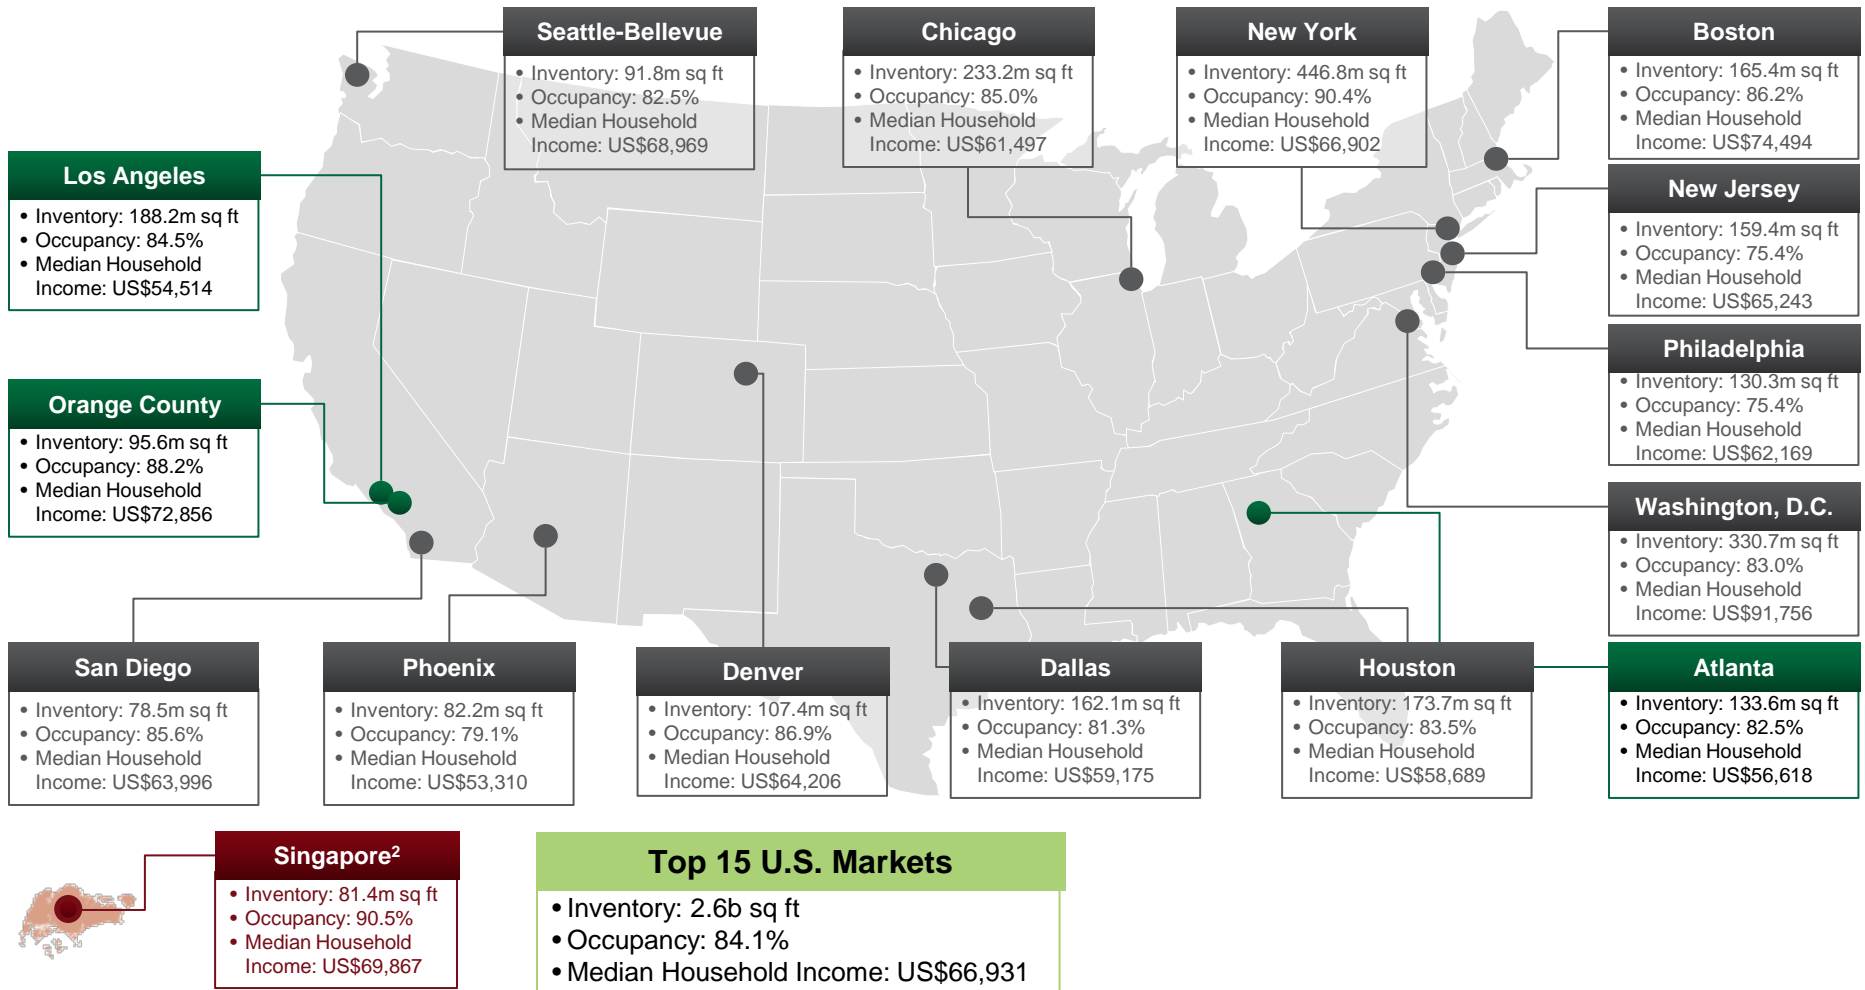 Seattle-Bellevue
• Inventory: 91.8m sq ft
• Occupancy: 82.5%
• Median Household
Income: US$68,969
Chicago
• Inventory: 233.2m sq ft
• Occupancy: 85.0%
• Median Household
Income: US$61,497
New York
• Inventory: 446.8m sq ft
• Occupancy: 90.4%
• Median Household
Income: US$66,902
Boston
• Inventory: 165.4m sq ft
• Occupancy: 86.2%
• Median Household
Income: US$74,494
Los Angeles
• Inventory: 188.2m sq ft
• Occupancy: 84.5%
• Median Household
Income: US$54,514
New Jersey
• Inventory: 159.4m sq ft
• Occupancy: 75.4%
• Median Household
Income: US$65,243
Philadelphia
• Inventory: 130.3m sq ft
• Occupancy: 75.4%
• Median Household
Income: US$62,169
Orange County
• Inventory: 95.6m sq ft
• Occupancy: 88.2%
• Median Household
Income: US$72,856
Washington, D.C.
• Inventory: 330.7m sq ft
• Occupancy: 83.0%
• Median Household
Income: US$91,756
San Diego
• Inventory: 78.5m sq ft
• Occupancy: 85.6%
• Median Household
Income: US$63,996
Phoenix
• Inventory: 82.2m sq ft
• Occupancy: 79.1%
• Median Household
Income: US$53,310
Denver
• Inventory: 107.4m sq ft
• Occupancy: 86.9%
• Median Household
Income: US$64,206
Dallas
• Inventory: 162.1m sq ft
• Occupancy: 81.3%
• Median Household
Income: US$59,175
Houston
• Inventory: 173.7m sq ft
• Occupancy: 83.5%
• Median Household
Income: US$58,689
Atlanta
• Inventory: 133.6m sq ft
• Occupancy: 82.5%
• Median Household
Income: US$56,618
Singapore²
• Inventory: 81.4m sq ft
• Occupancy: 90.5%
• Median Household
Income: US$69,867
Top 15 U.S. Markets
• Inventory: 2.6b sq ft
• Occupancy: 84.1%
• Median Household Income: US$66,931